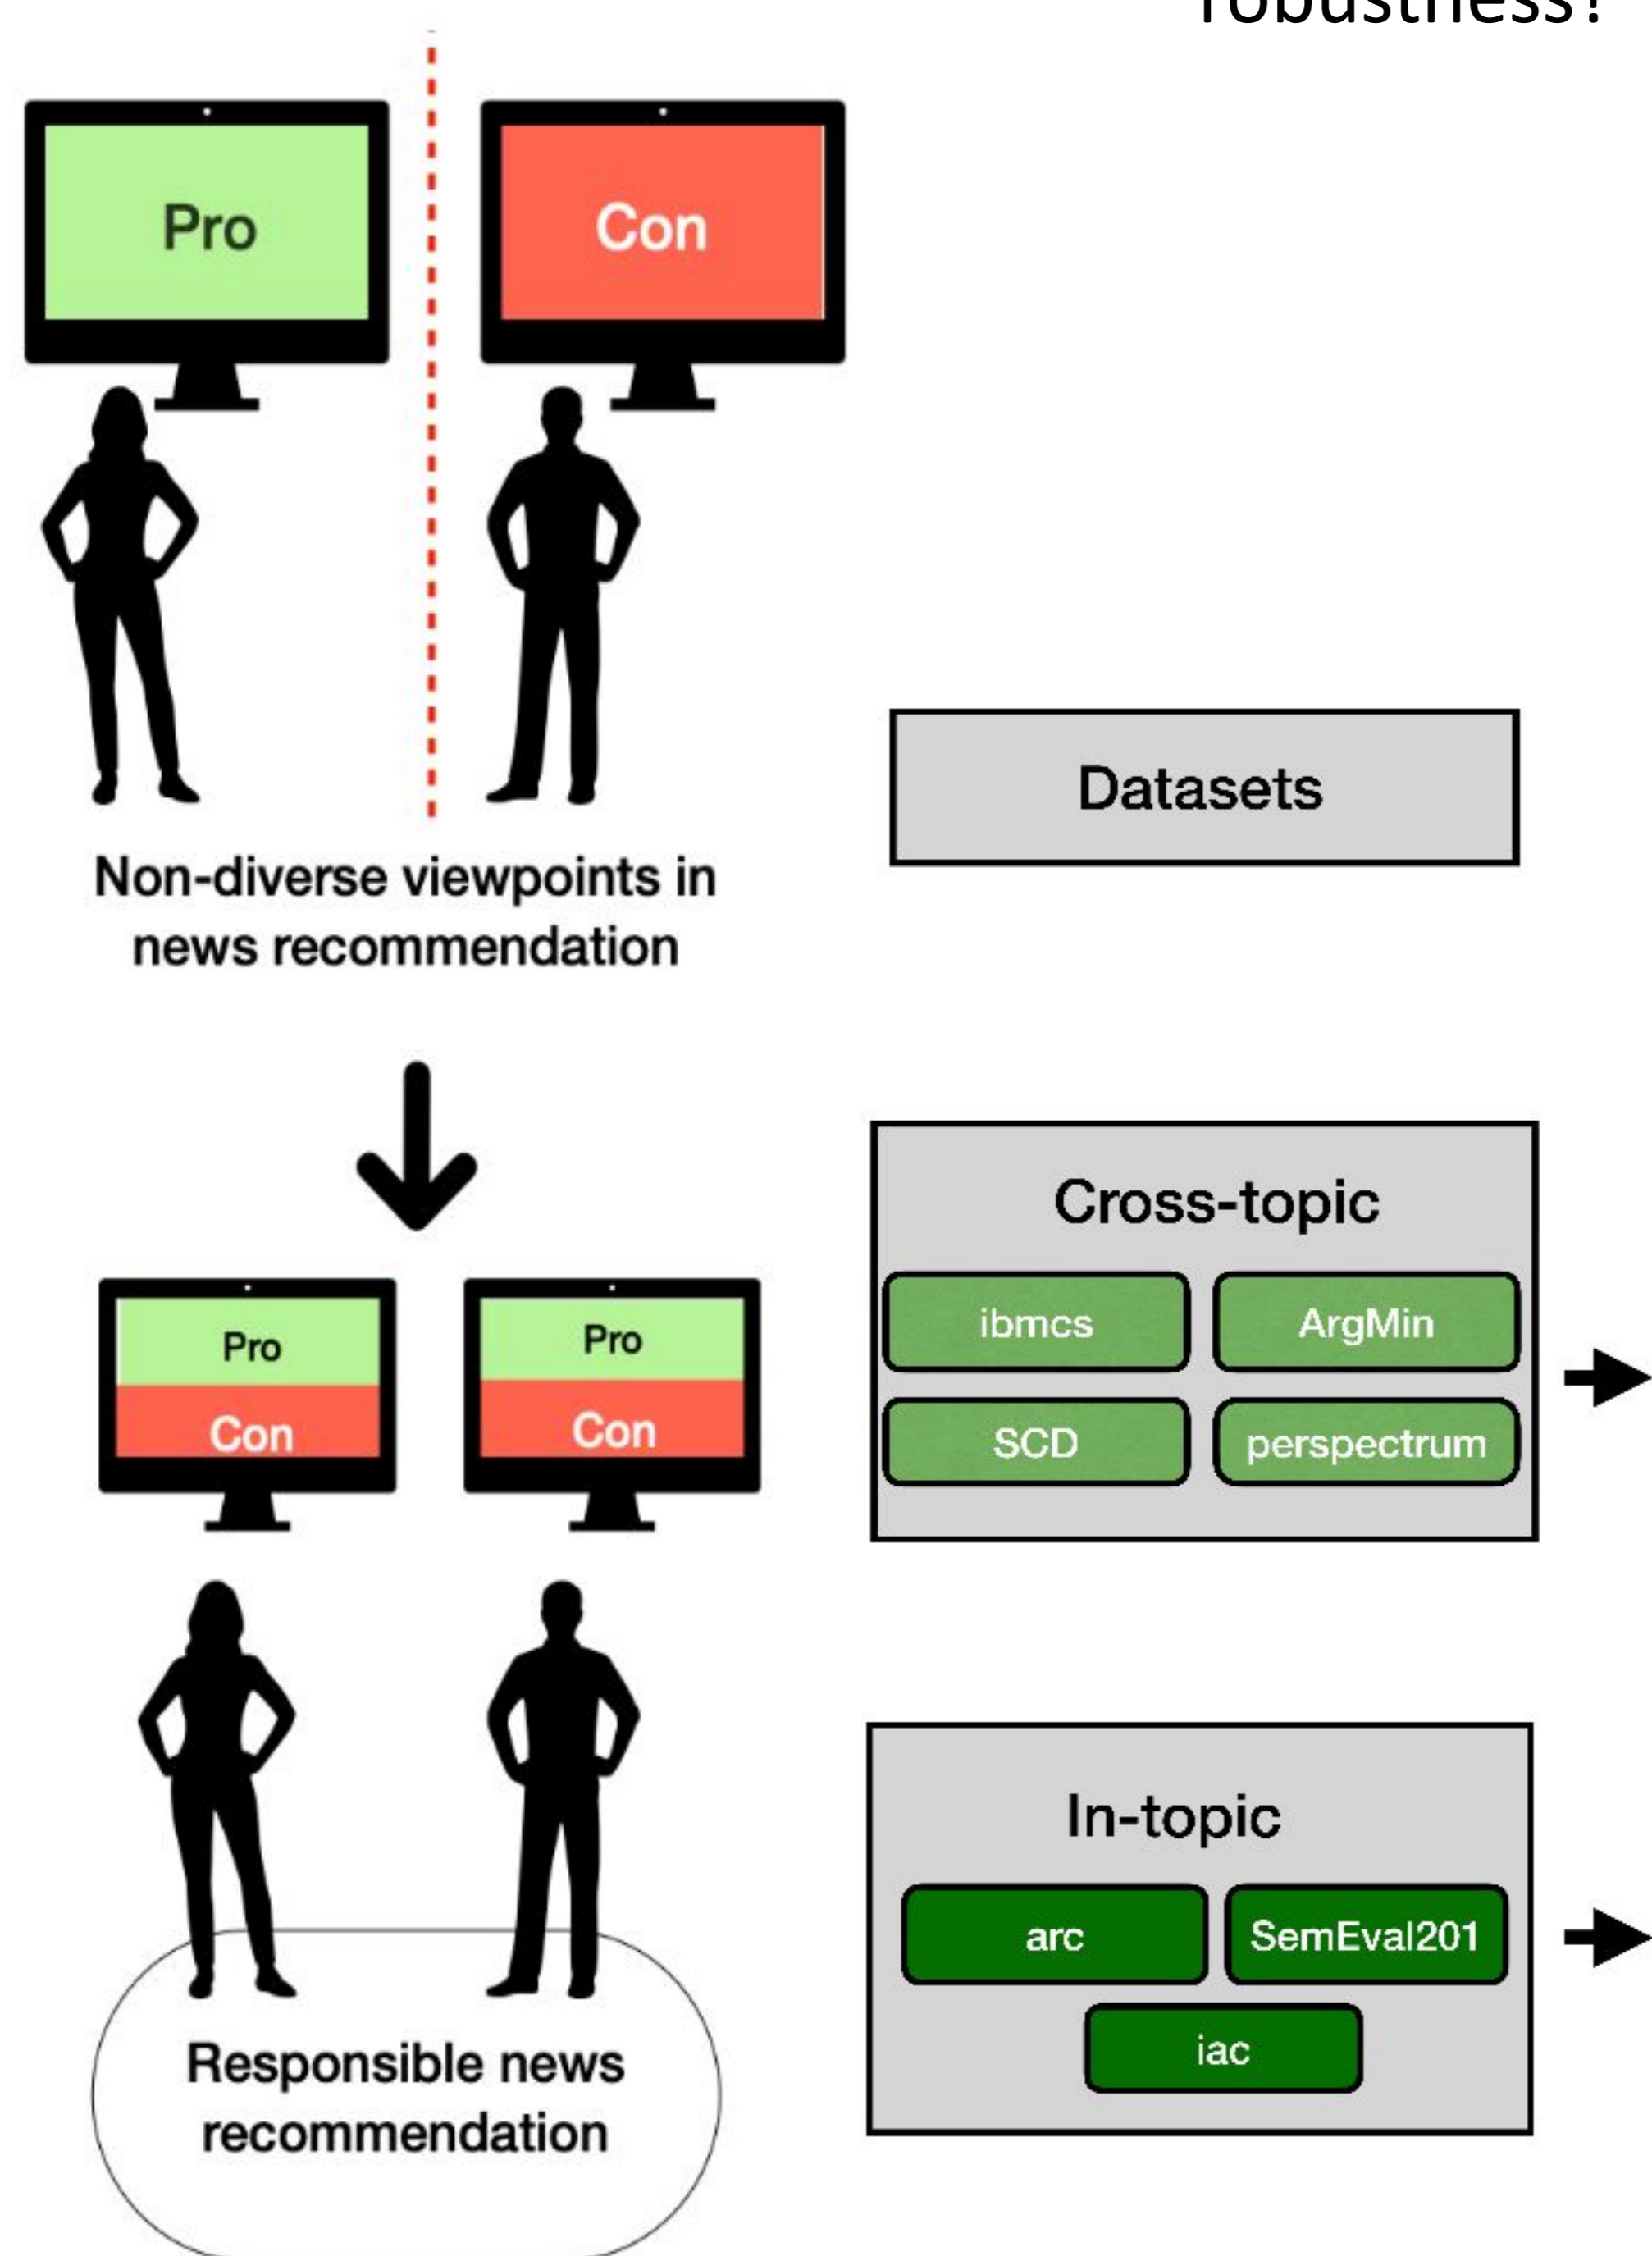 robustness?
Pro
Con
Non-diverse viewpoints in
news recommendation
Pro
Con
Pro
Con
Responsible news
recommendation
Datasets
Cross-topic
ibmcs
ArgMin
SCD
perspectrum
In-topic
arc
SemEval201
iac